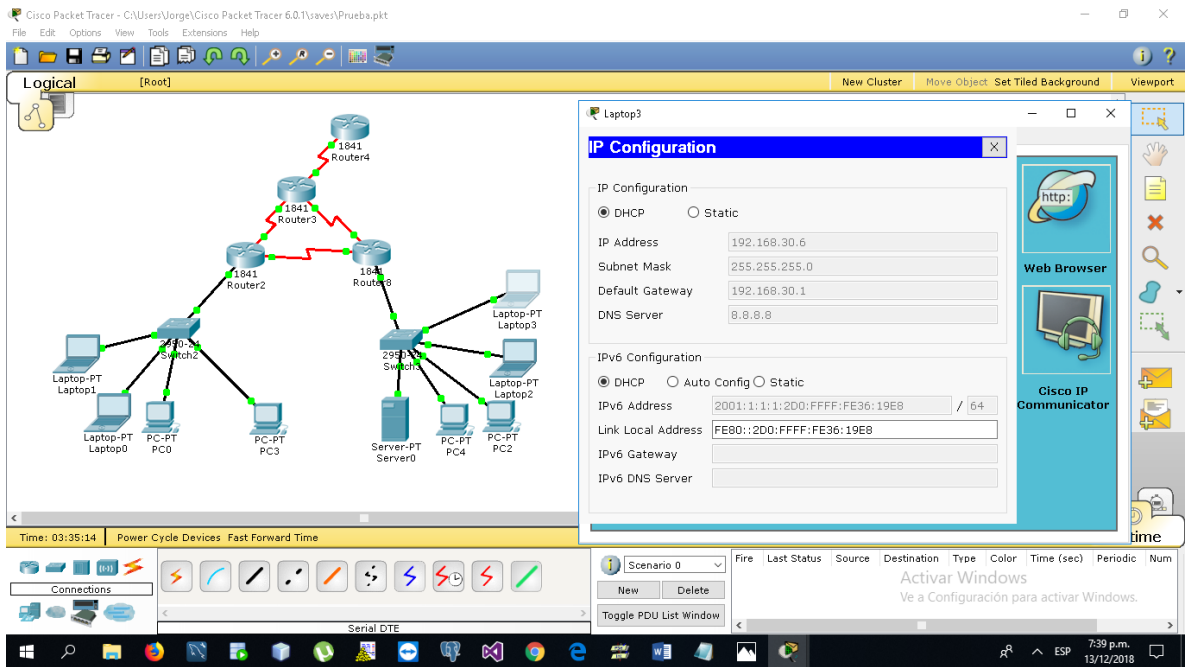 Cisco Packet Tracer - C:\Users\Jorge\Cisco Packet Tracer 6.0.1\saves\Prueba.pkt
File Edit Options View Tools Extensions Help
Logical [Root] New Cluster Move Object Set Tiled Background Viewport
1841
Router4
1841
Router3
1841
Router2
1841
Router8
2950-24
Switch2
2950-24
Switch3
Laptop-PT
Laptop3
Laptop-PT
Laptop1
Laptop-PT
Laptop2
Laptop-PT
Laptop0
PC-PT
PC0
PC-PT
PC3
Server-PT
Server0
PC-PT
PC4
PC-PT
PC2
Laptop3
IP Configuration X
IP Configuration
DHCP Static
IP Address 192.168.30.6
Subnet Mask 255.255.255.0
Default Gateway 192.168.30.1
DNS Server 8.8.8.8
IPv6 Configuration
DHCP Auto Config Static
IPv6 Address 2001:1:1:1:2D0:FFFF:FE36:19E8 / 64
Link Local Address FE80::2D0:FFFF:FE36:19E8
IPv6 Gateway
IPv6 DNS Server
http:
Web Browser
Cisco IP
Communicator
Time: 03:35:14 Power Cycle Devices Fast Forward Time
time
Connections
Serial DTE
Scenario 0
New Delete
Toggle PDU List Window
Fire Last Status Source Destination Type Color Time (sec) Periodic Num
Activar Windows
Ve a Configuración para activar Windows.
ESP
7:39 p.m.
13/12/2018